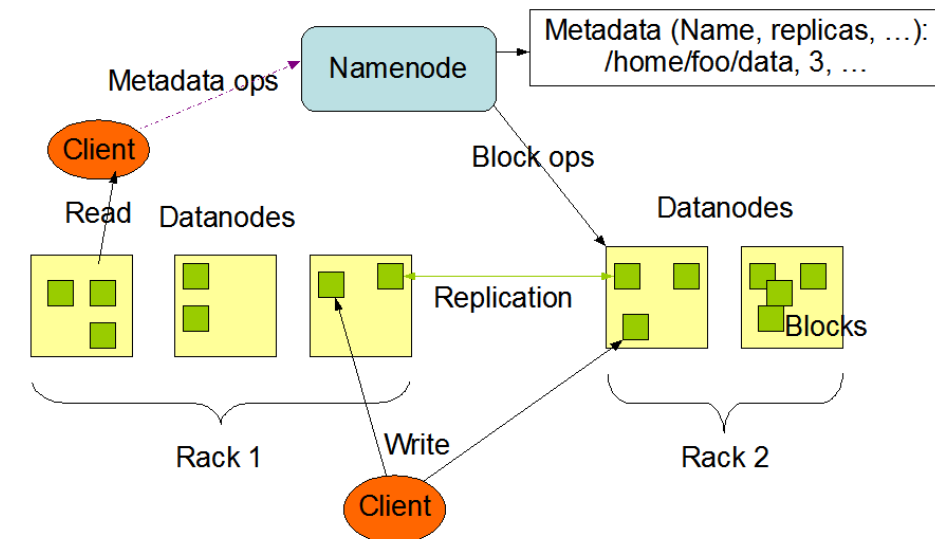 Metadata (Name, replicas, …):
/home/foo/data, 3, …
Namenode
Metadata ops
Client
Block ops
Read
Datanodes
Datanodes
Replication
Blocks
Rack 1
Write
Rack 2
Client